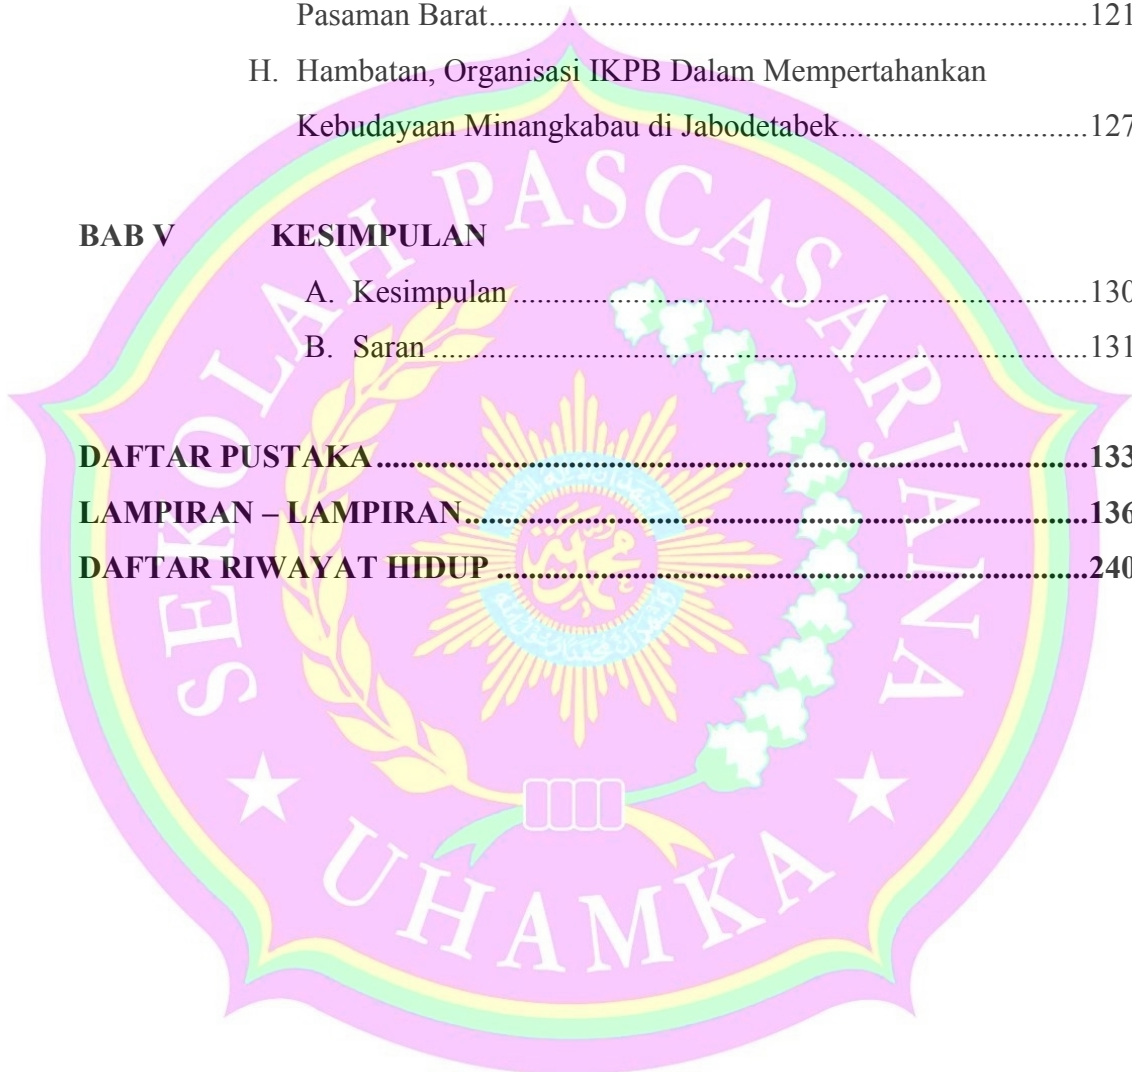 Pasaman Barat.....................................................................................121
H. Hambatan, Organisasi IKPB Dalam Mempertahankan
Kebudayaan Minangkabau di Jabodetabek...................................127
BAB V KESIMPULAN
A. Kesimpulan...................................................................................130
B. Saran..............................................................................................131
DAFTAR PUSTAKA.......................................................................................133
LAMPIRAN – LAMPIRAN..........................................................................136
DAFTAR RIWAYAT HIDUP......................................................................240
SEKOLAH PASCASARJANA
محمدية
UHAMKA